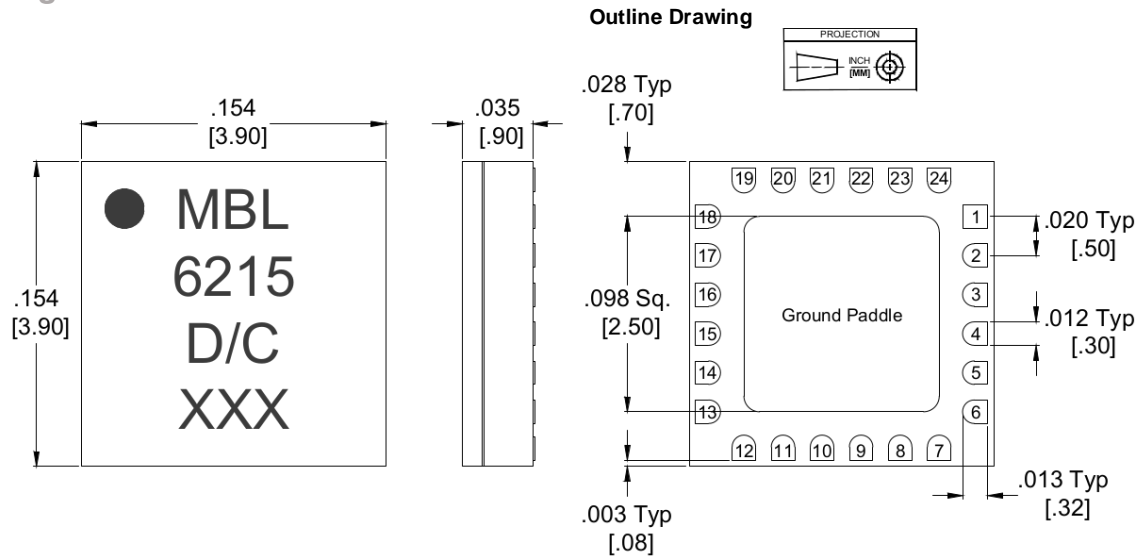 Outline Drawing
PROJECTION
INCH
[MM]
.154
[3.90]
.035
[.90]
.028 Typ
[.70]
.154
[3.90]
MBL
6215
D/C
XXX
19 20 21 22 23 24
18
17
16
15
14
13
1
2
3
4
5
6
12 11 10 9 8 7
Ground Paddle
.098 Sq.
[2.50]
.020 Typ
[.50]
.012 Typ
[.30]
.013 Typ
[.32]
.003 Typ
[.08]